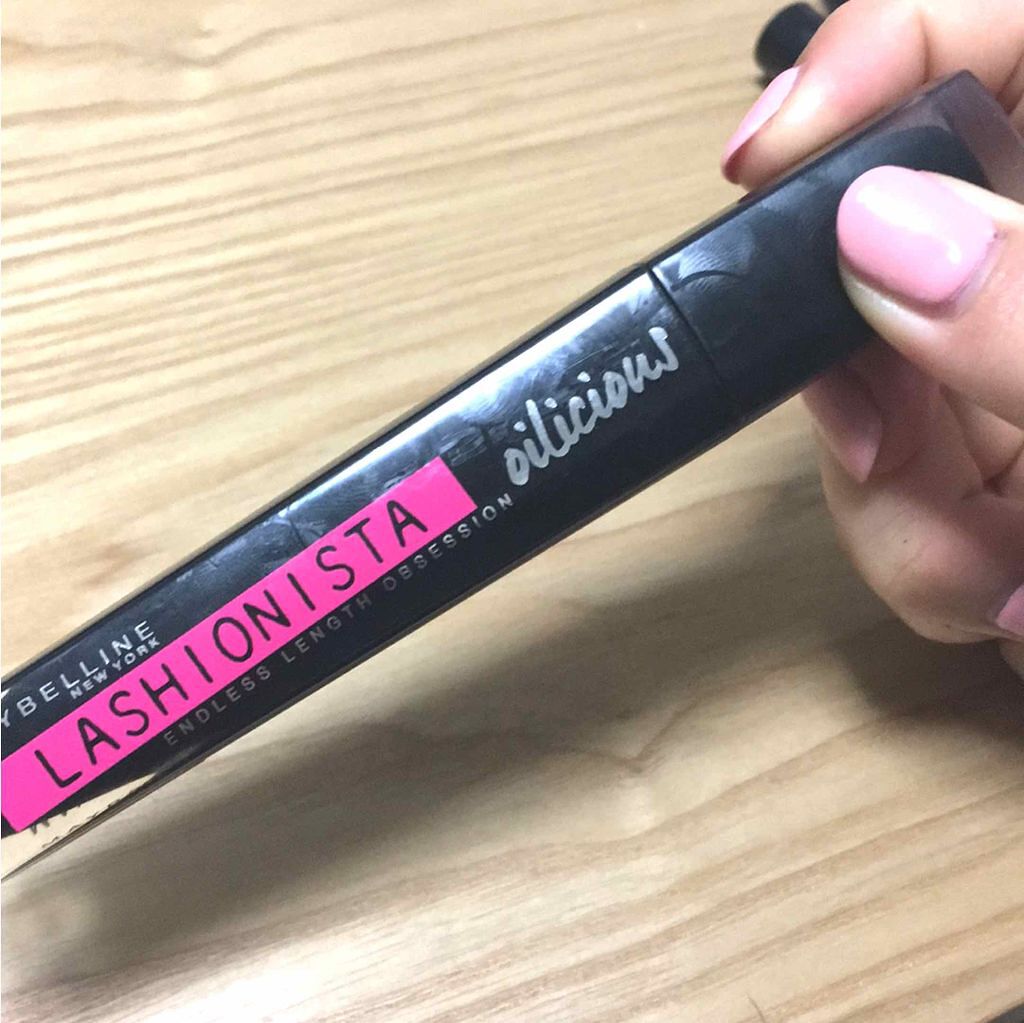 YBELLINE
NEW YORK
LASHIONISTA
ENDLESS LENGTH OBSESSION
oilicious